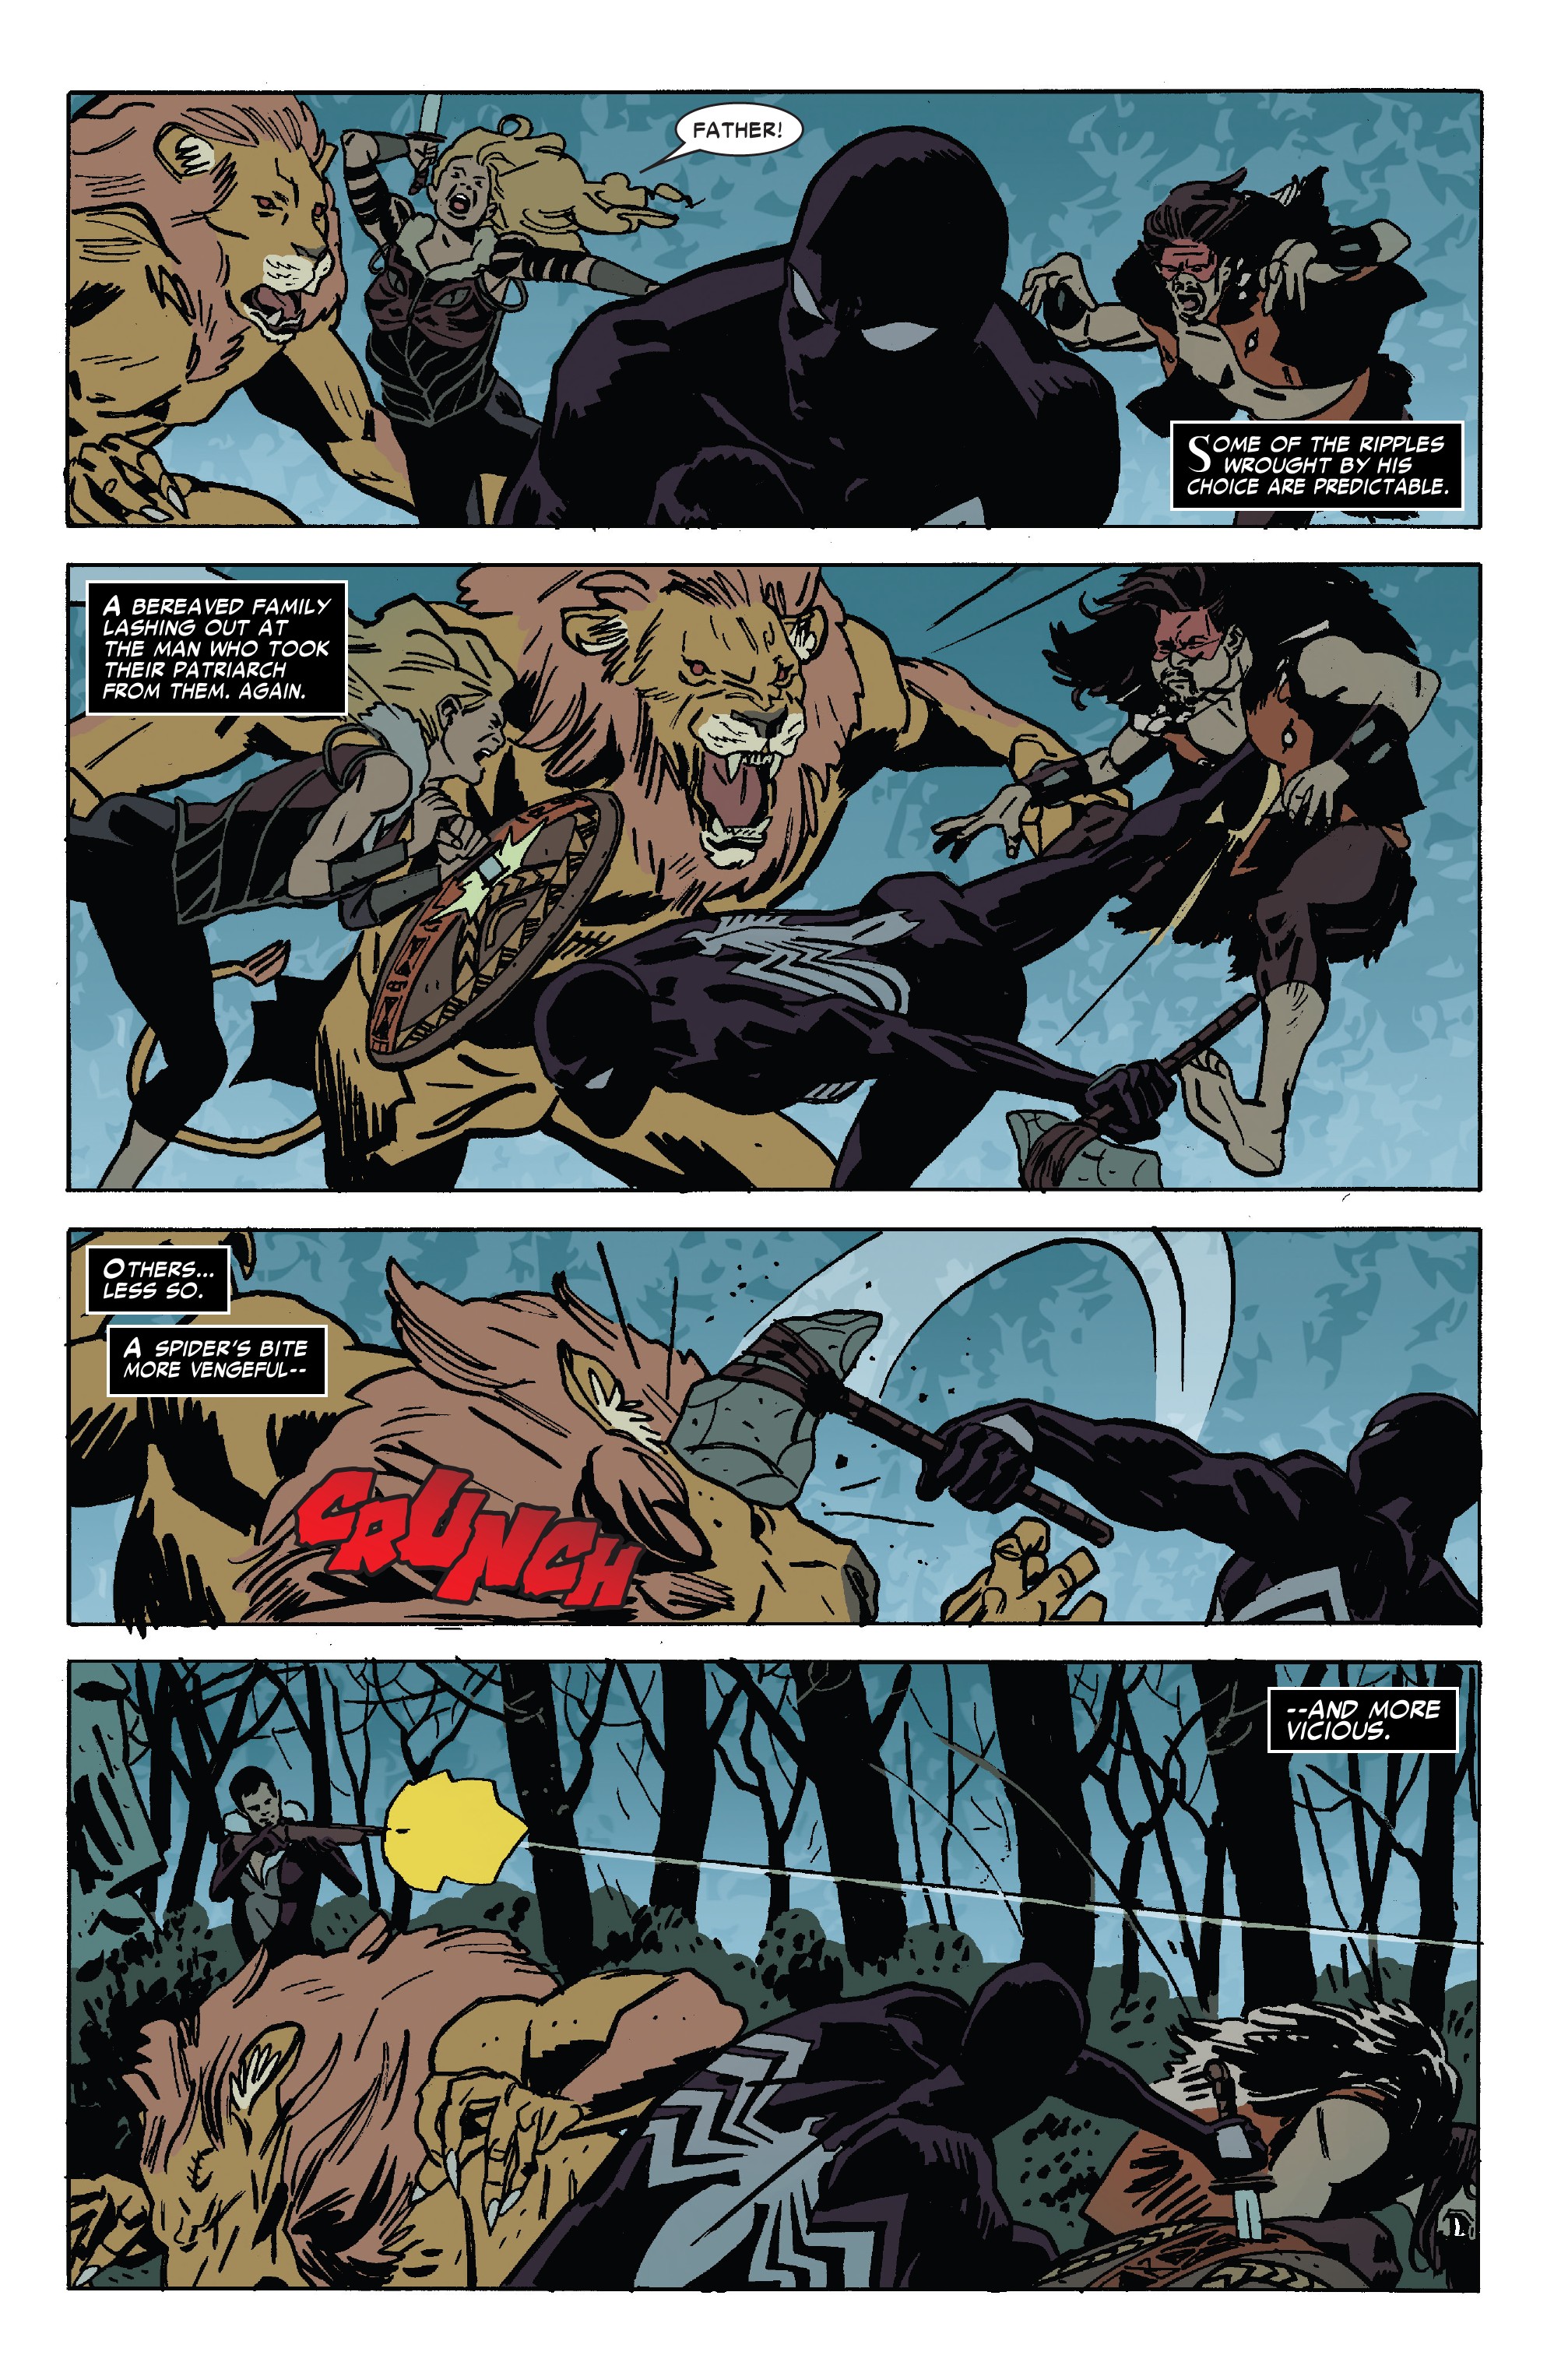 FATHER!
SOME OF THE RIPPLES
WROUGHT BY HIS
CHOICE ARE PREDICTABLE.
A BEREAVED FAMILY
LASHING OUT AT
THE MAN WHO TOOK
THEIR PATRIARCH
FROM THEM. AGAIN.
OTHERS...
LESS SO.
A SPIDER'S BITE
MORE VENGEFUL--
CRUNCH
--AND MORE
VICIOUS.